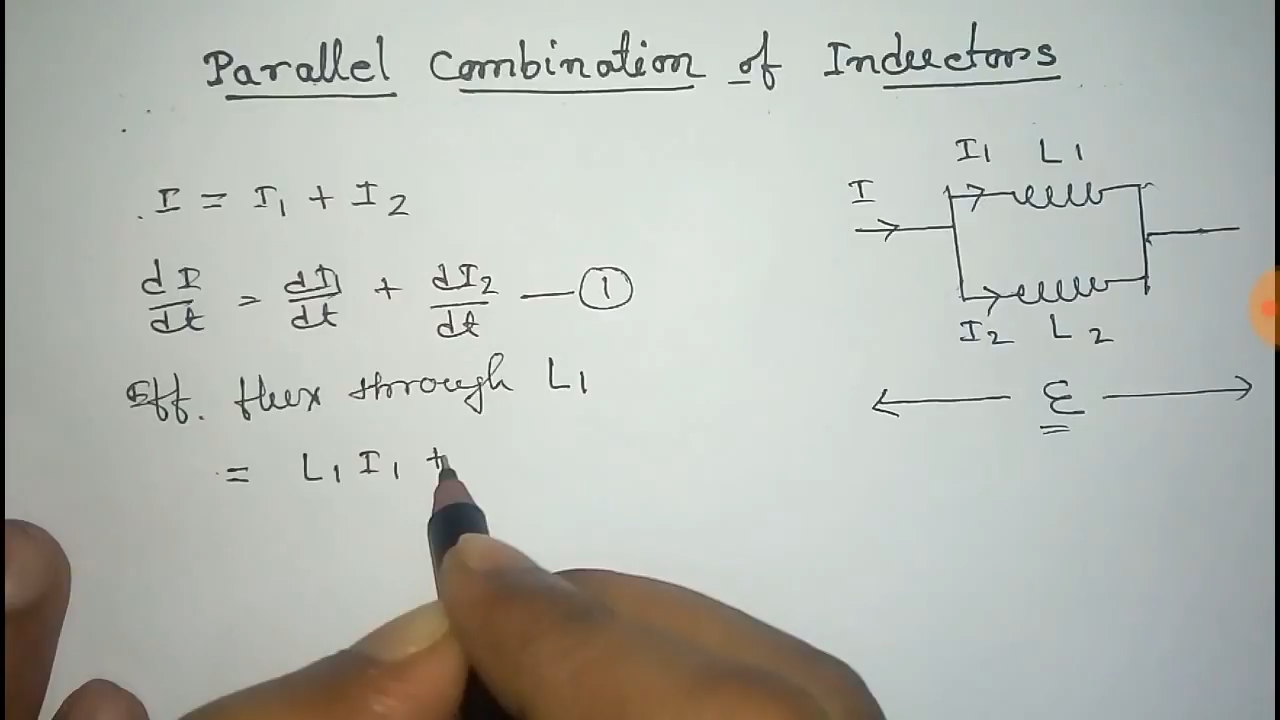 Parallel Combination of Inductors
I = I1 + I2
dI/dt = dI/dt + dI2/dt — ①
Eff. flux through L1
= L1 I1 +
I1 L1
I
I2 L2
ℰ